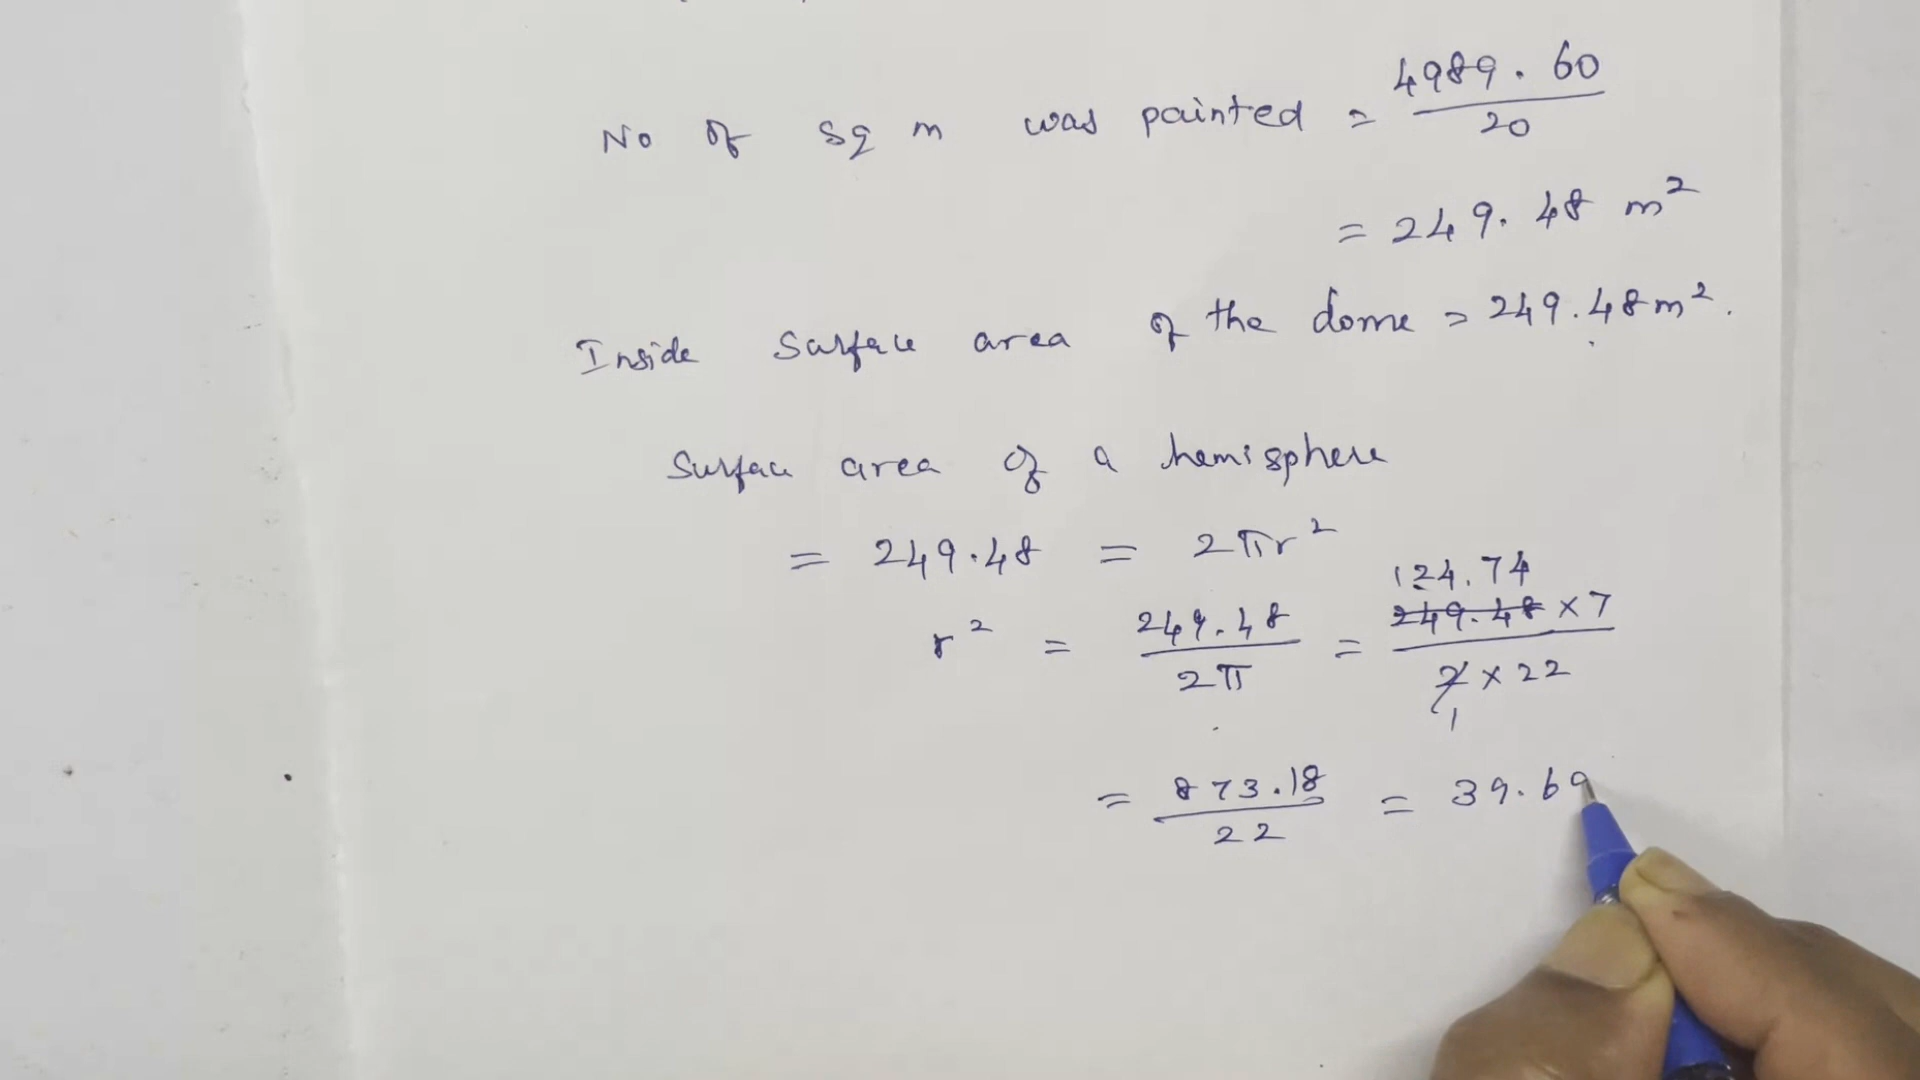 No of sq m was painted = 4989.60 / 20
= 249.48 m²
Inside surface area of the dome = 249.48 m².
Surface area of a hemisphere
= 249.48 = 2πr²
r² = 249.48 / 2π = 124.74 249.48 × 7 / 2 × 22 1
= 873.18 / 22 = 39.69